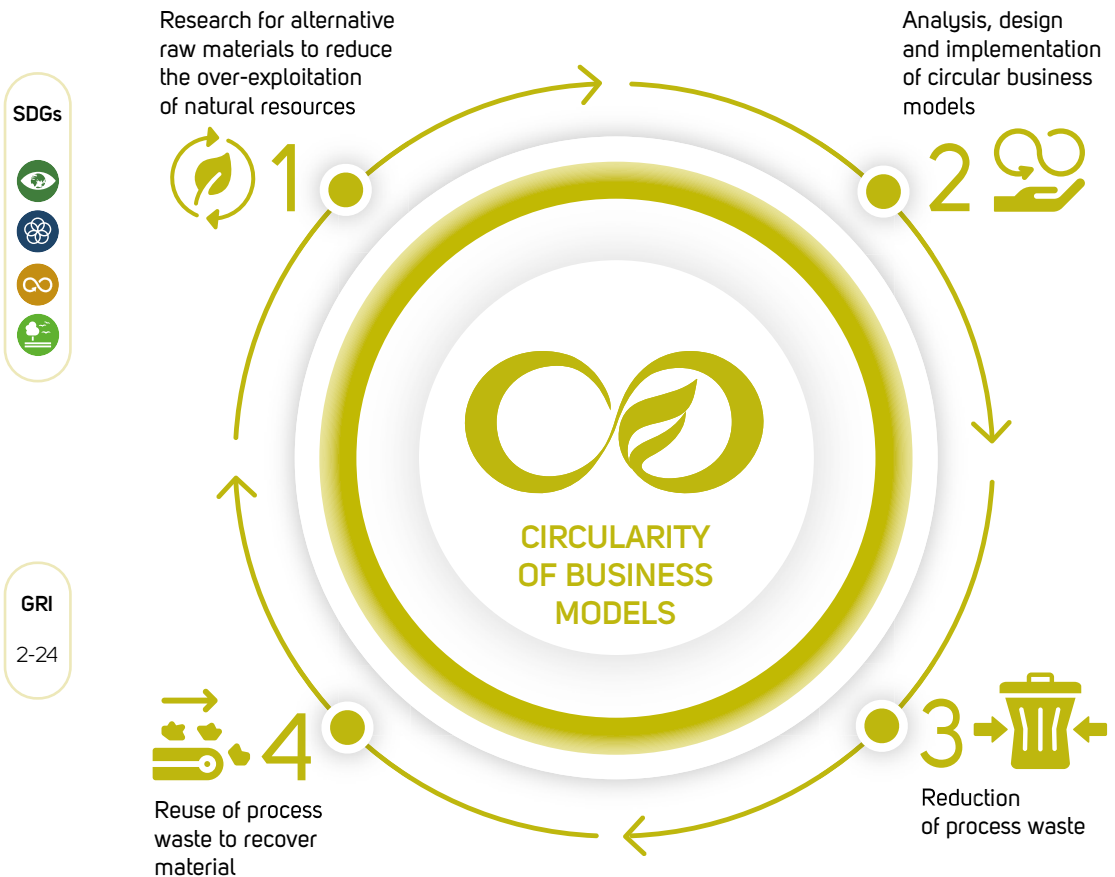 Research for alternative
raw materials to reduce
the over-exploitation
of natural resources
1
Analysis, design
and implementation
of circular business
models
2
SDGs
CIRCULARITY
OF BUSINESS
MODELS
GRI
2-24
3
Reduction
of process waste
4
Reuse of process
waste to recover
material